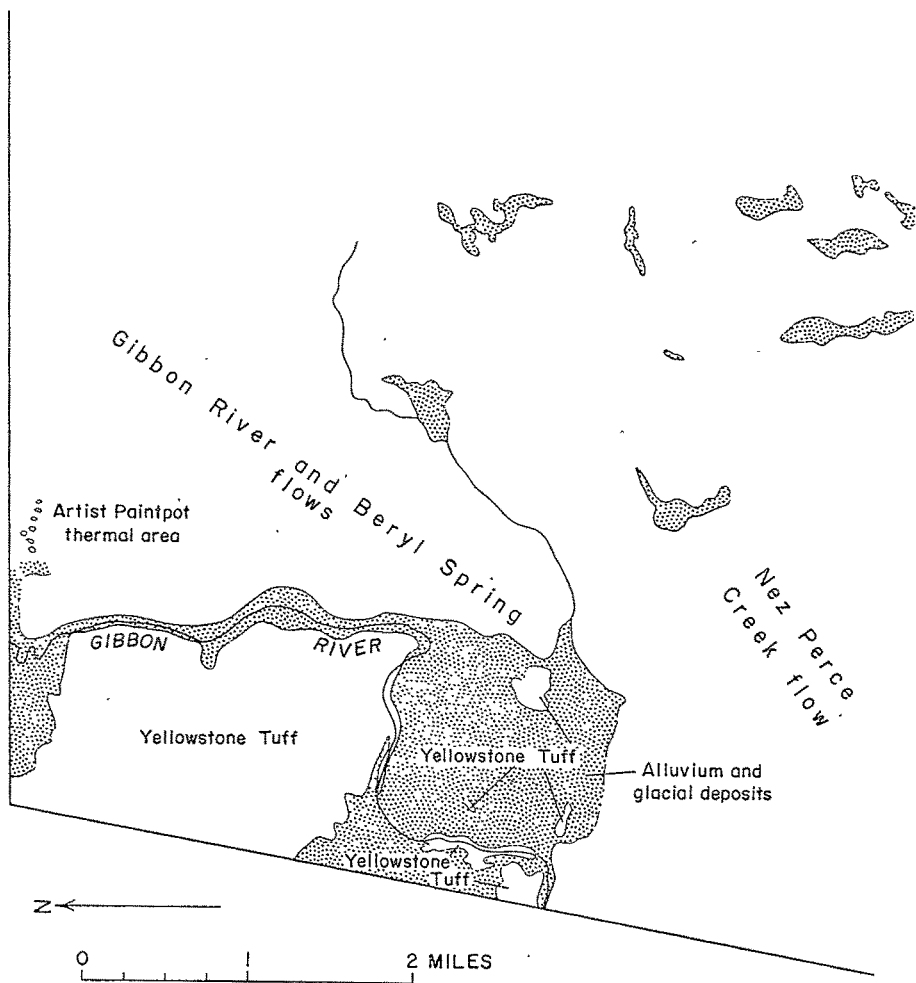 Gibbon River and Beryl Spring
flows
Artist Paintpot
thermal area
Nez Perce
Creek flow
GIBBON RIVER
Yellowstone Tuff
Yellowstone Tuff
Alluvium and
glacial deposits
Yellowstone
Tuff
N
0 1 2 MILES